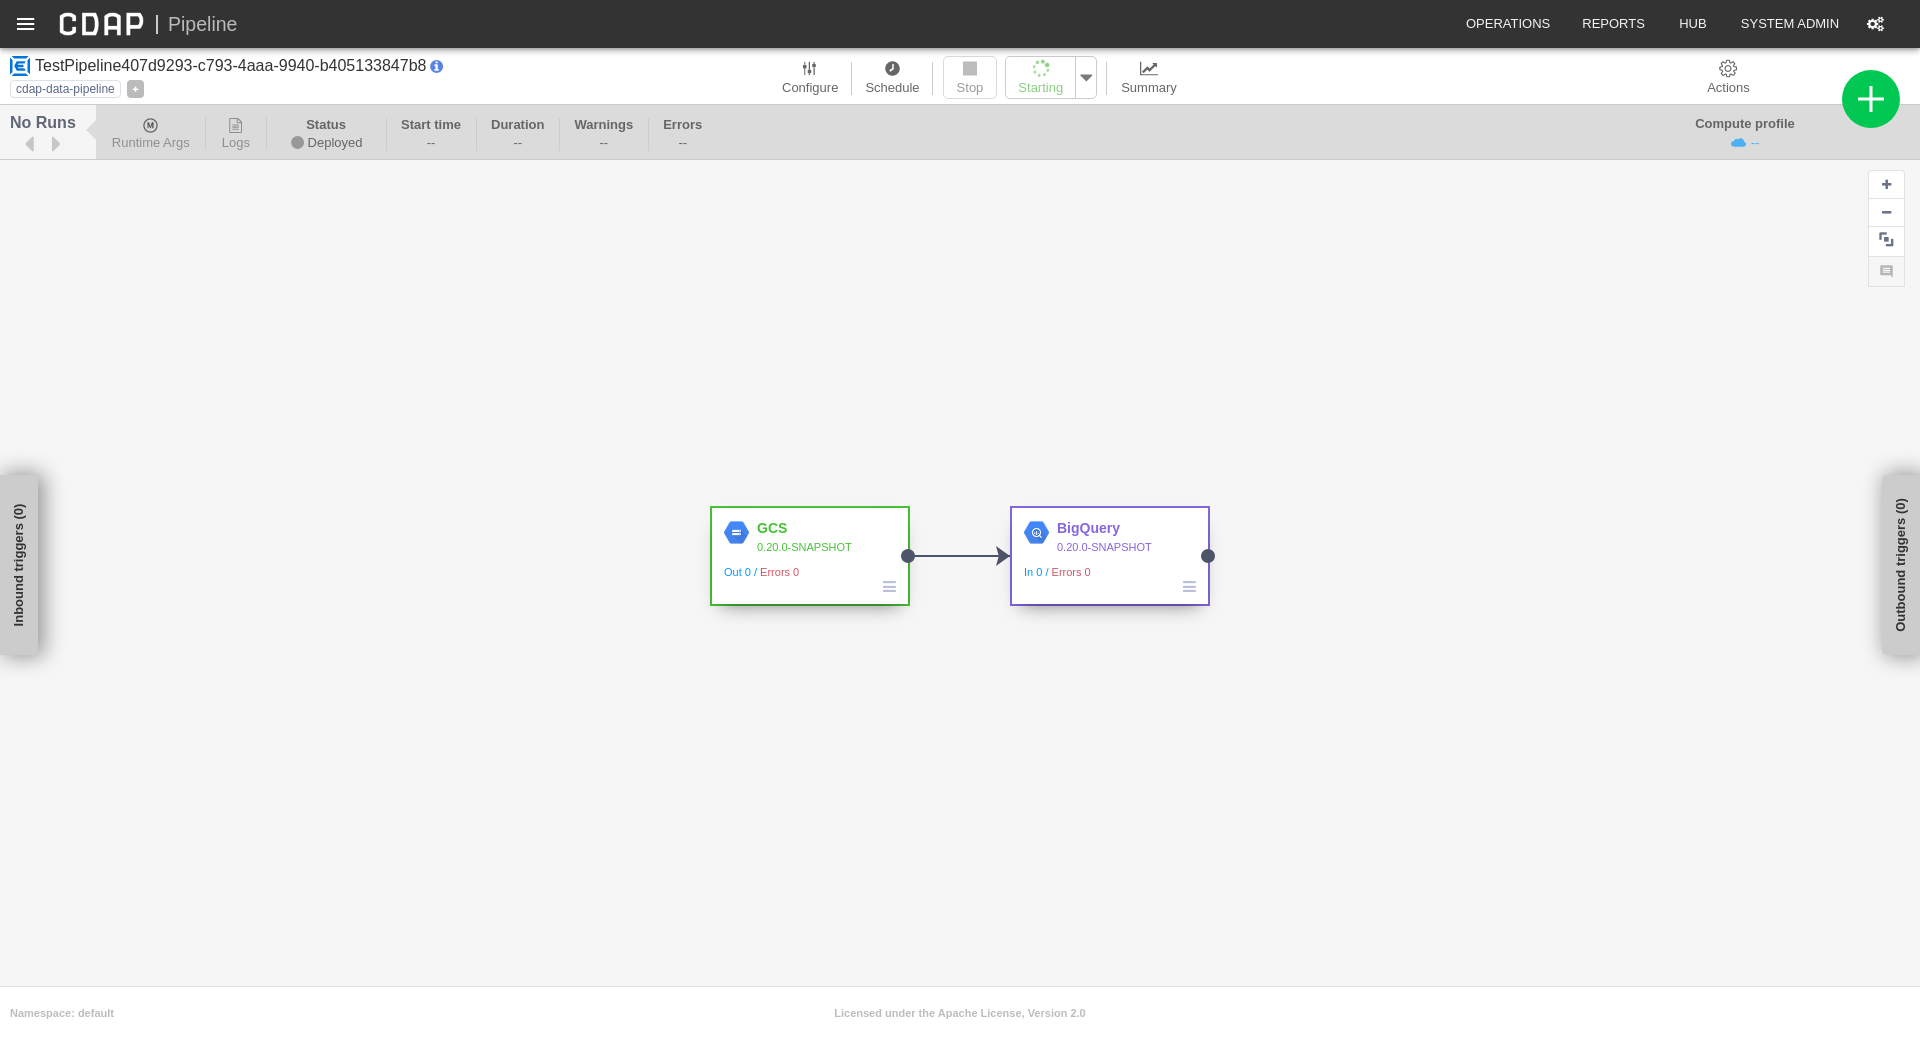 CDAP | Pipeline
OPERATIONS REPORTS HUB SYSTEM ADMIN
TestPipeline407d9293-c793-4aaa-9940-b405133847b8
cdap-data-pipeline +
Configure Schedule Stop Starting Summary Actions
No Runs
Runtime Args
Logs
Status
Deployed
Start time
--
Duration
--
Warnings
--
Errors
--
Compute profile
--
Inbound triggers (0)
GCS
0.20.0-SNAPSHOT
Out 0 / Errors 0
BigQuery
0.20.0-SNAPSHOT
In 0 / Errors 0
Outbound triggers (0)
Namespace: default
Licensed under the Apache License, Version 2.0